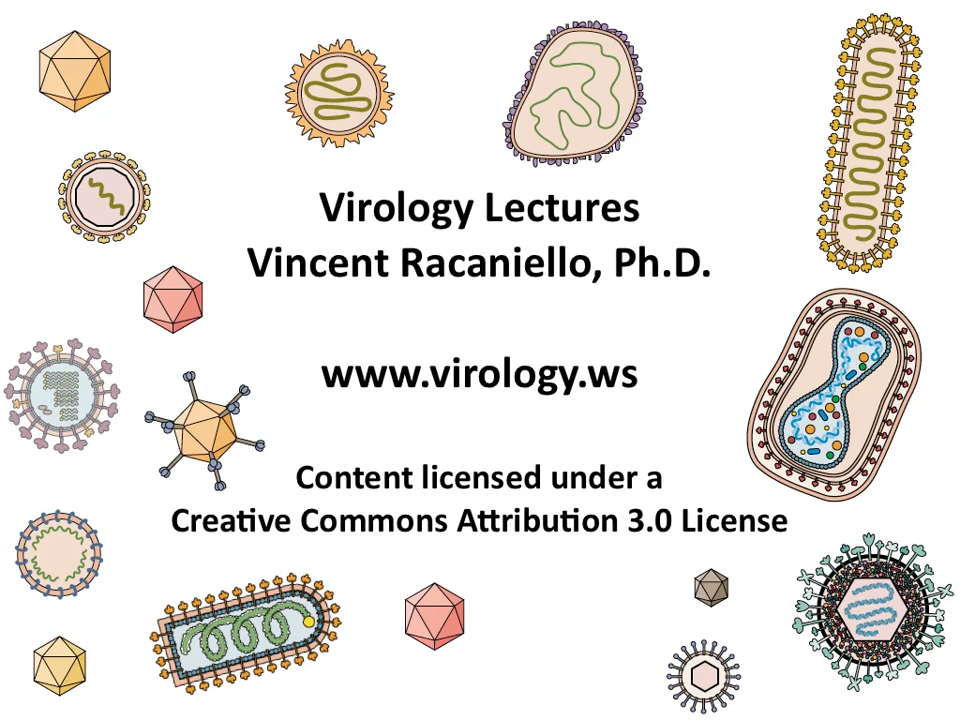 Virology Lectures
Vincent Racaniello, Ph.D.
www.virology.ws
Content licensed under a
Creative Commons Attribution 3.0 License